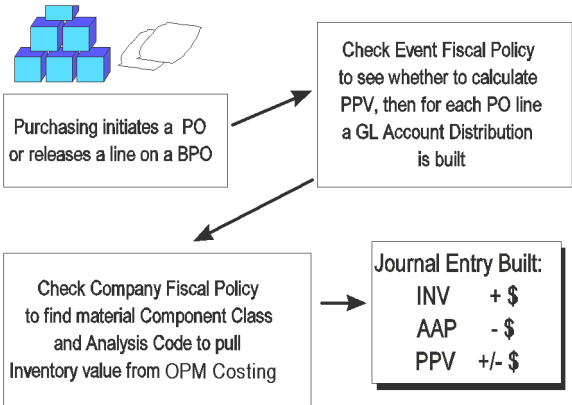 Purchasing initiates a PO
or releases a line on a BPO
Check Event Fiscal Policy
to see whether to calculate
PPV, then for each PO line
a GL Account Distribution
is built
Check Company Fiscal Policy
to find material Component Class
and Analysis Code to pull
Inventory value from OPM Costing
Journal Entry Built:
INV + $
AAP - $
PPV +/- $